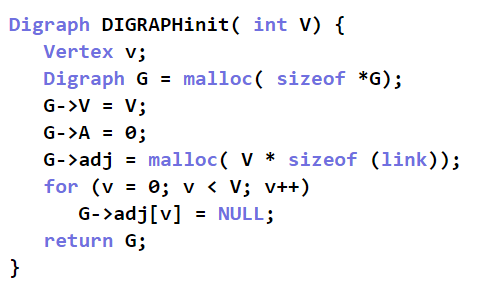 Digraph DIGRAPHinit( int V) {
   Vertex v;
   Digraph G = malloc( sizeof *G);
   G->V = V;
   G->A = 0;
   G->adj = malloc( V * sizeof (link));
   for (v = 0; v < V; v++)
      G->adj[v] = NULL;
   return G;
}